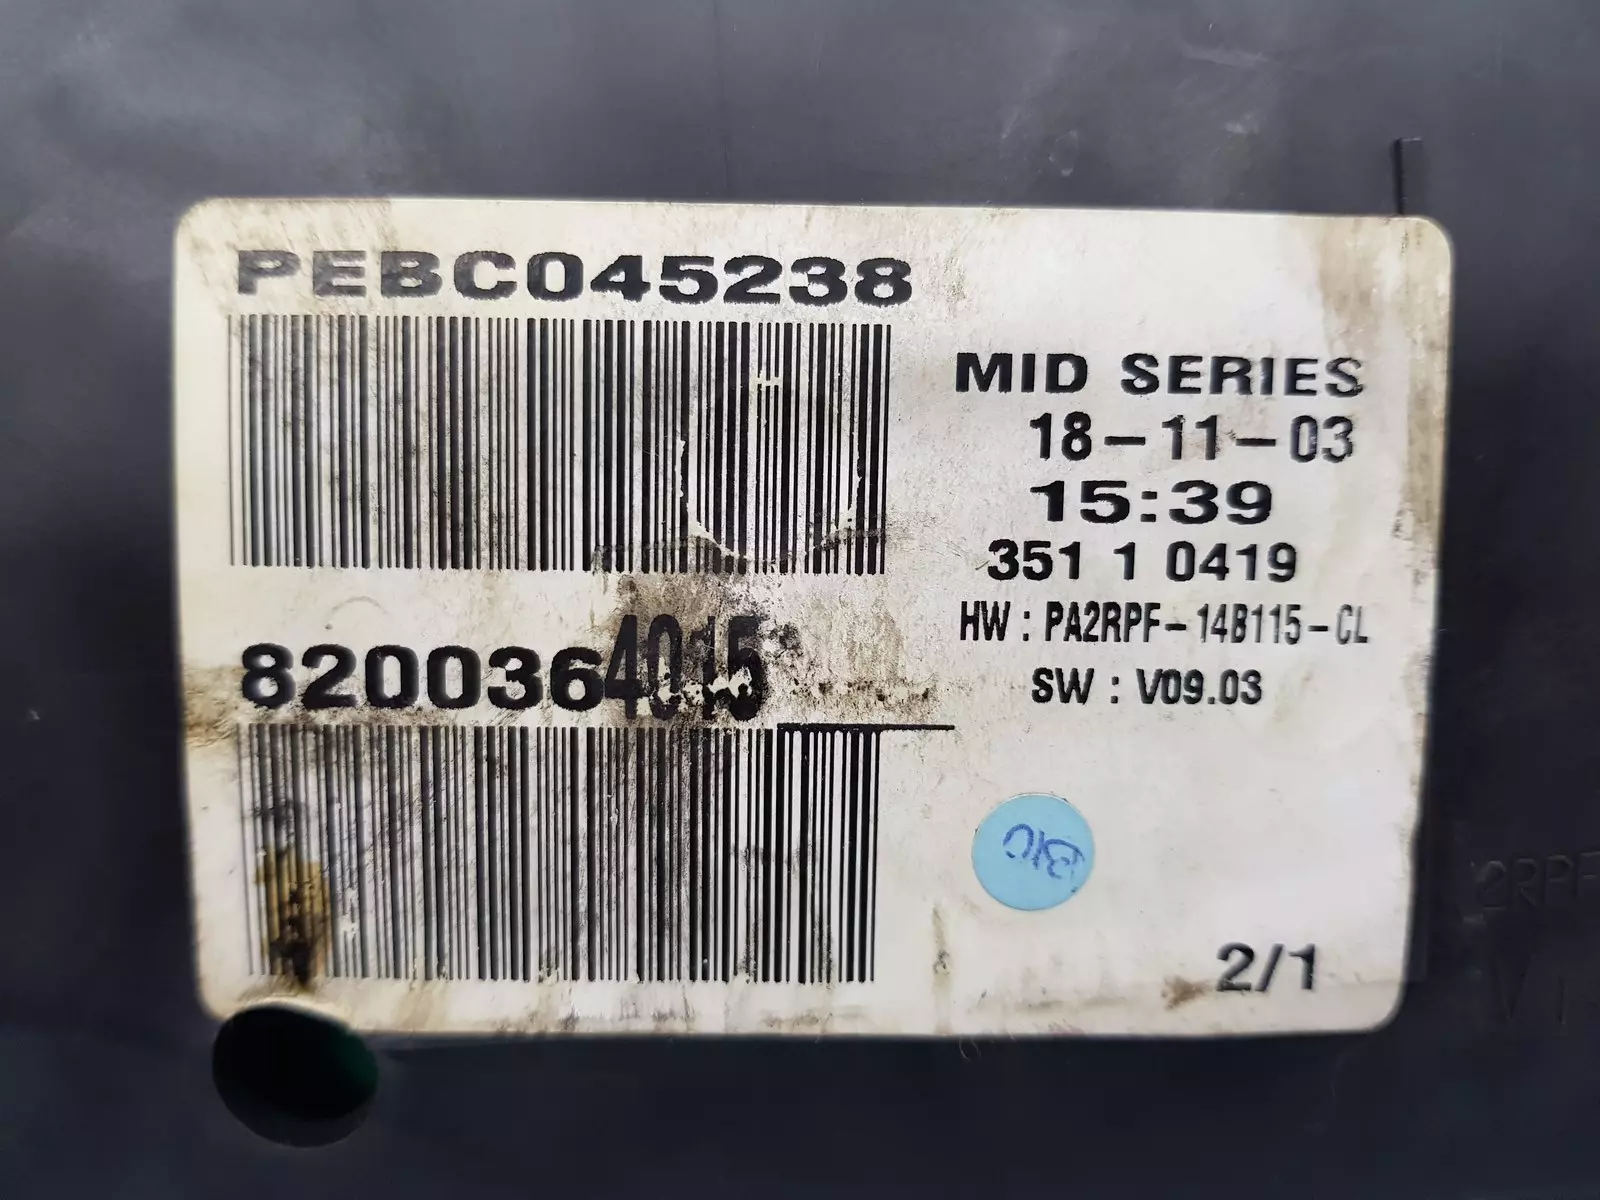 PEBC045238
MID SERIES
18-11-03
15:39
351 1 0419
HW : PA2RPF-14B115-CL
SW : V09.03
8200364015
2/1
2RPF